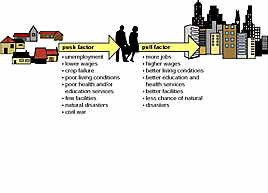 push factor
• unemployment
• lower wages
• crop failure
• poor living conditions
• poor health and/or
education services
• few facilities
• natural disasters
• civil war
pull factor
• more jobs
• higher wages
• better living conditions
• better education and
health services
• better facilities
• less chance of natural
disasters